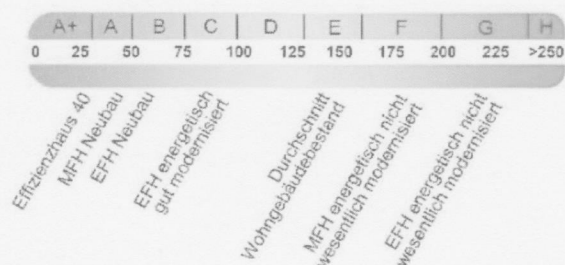 A+ A B C D E F G H
0 25 50 75 100 125 150 175 200 225 >250
Effizienzhaus 40
MFH Neubau
EFH Neubau
EFH energetisch
gut modernisiert
Durchschnitt
Wohngebäudebestand
MFH energetisch nicht
wesentlich modernisiert
EFH energetisch nicht
wesentlich modernisiert